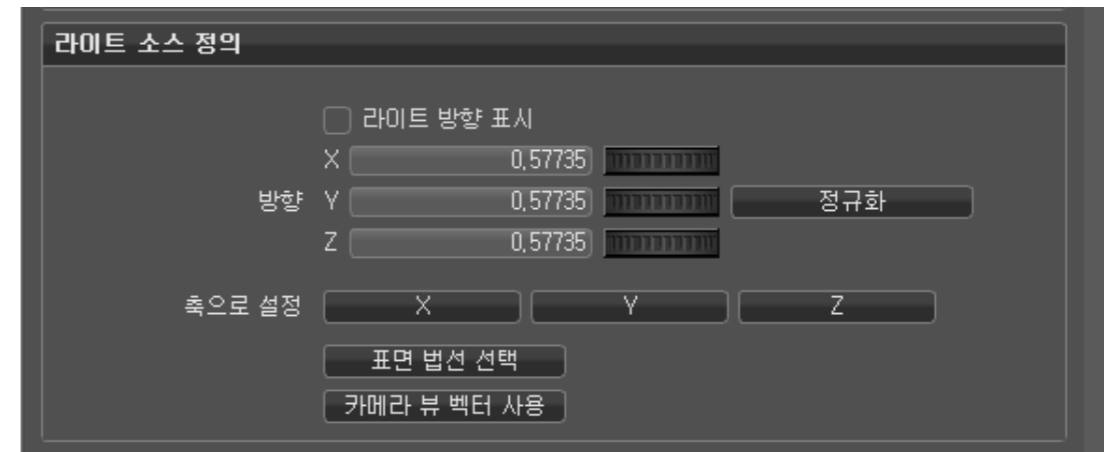 라이트 소스 정의
라이트 방향 표시
X 0,57735
방향 Y 0,57735 정규화
Z 0,57735
축으로 설정 X Y Z
표면 법선 선택
카메라 뷰 벡터 사용